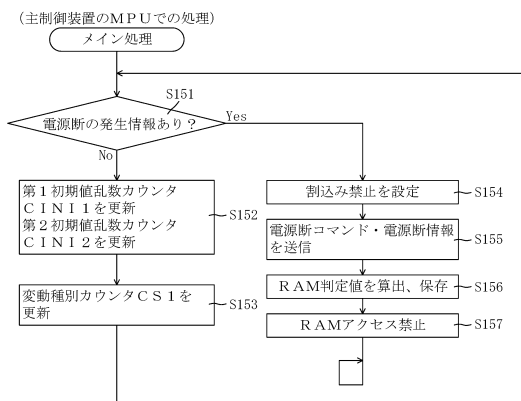 (主制御装置のＭＰＵでの処理)
メイン処理
S151
電源断の発生情報あり？
Yes
No
第１初期値乱数カウンタ
ＣＩＮＩ１を更新
第２初期値乱数カウンタ
ＣＩＮＩ２を更新
S152
変動種別カウンタＣＳ１を
更新
S153
割込み禁止を設定
S154
電源断コマンド・電源断情報
を送信
S155
ＲＡＭ判定値を算出、保存
S156
ＲＡＭアクセス禁止
S157